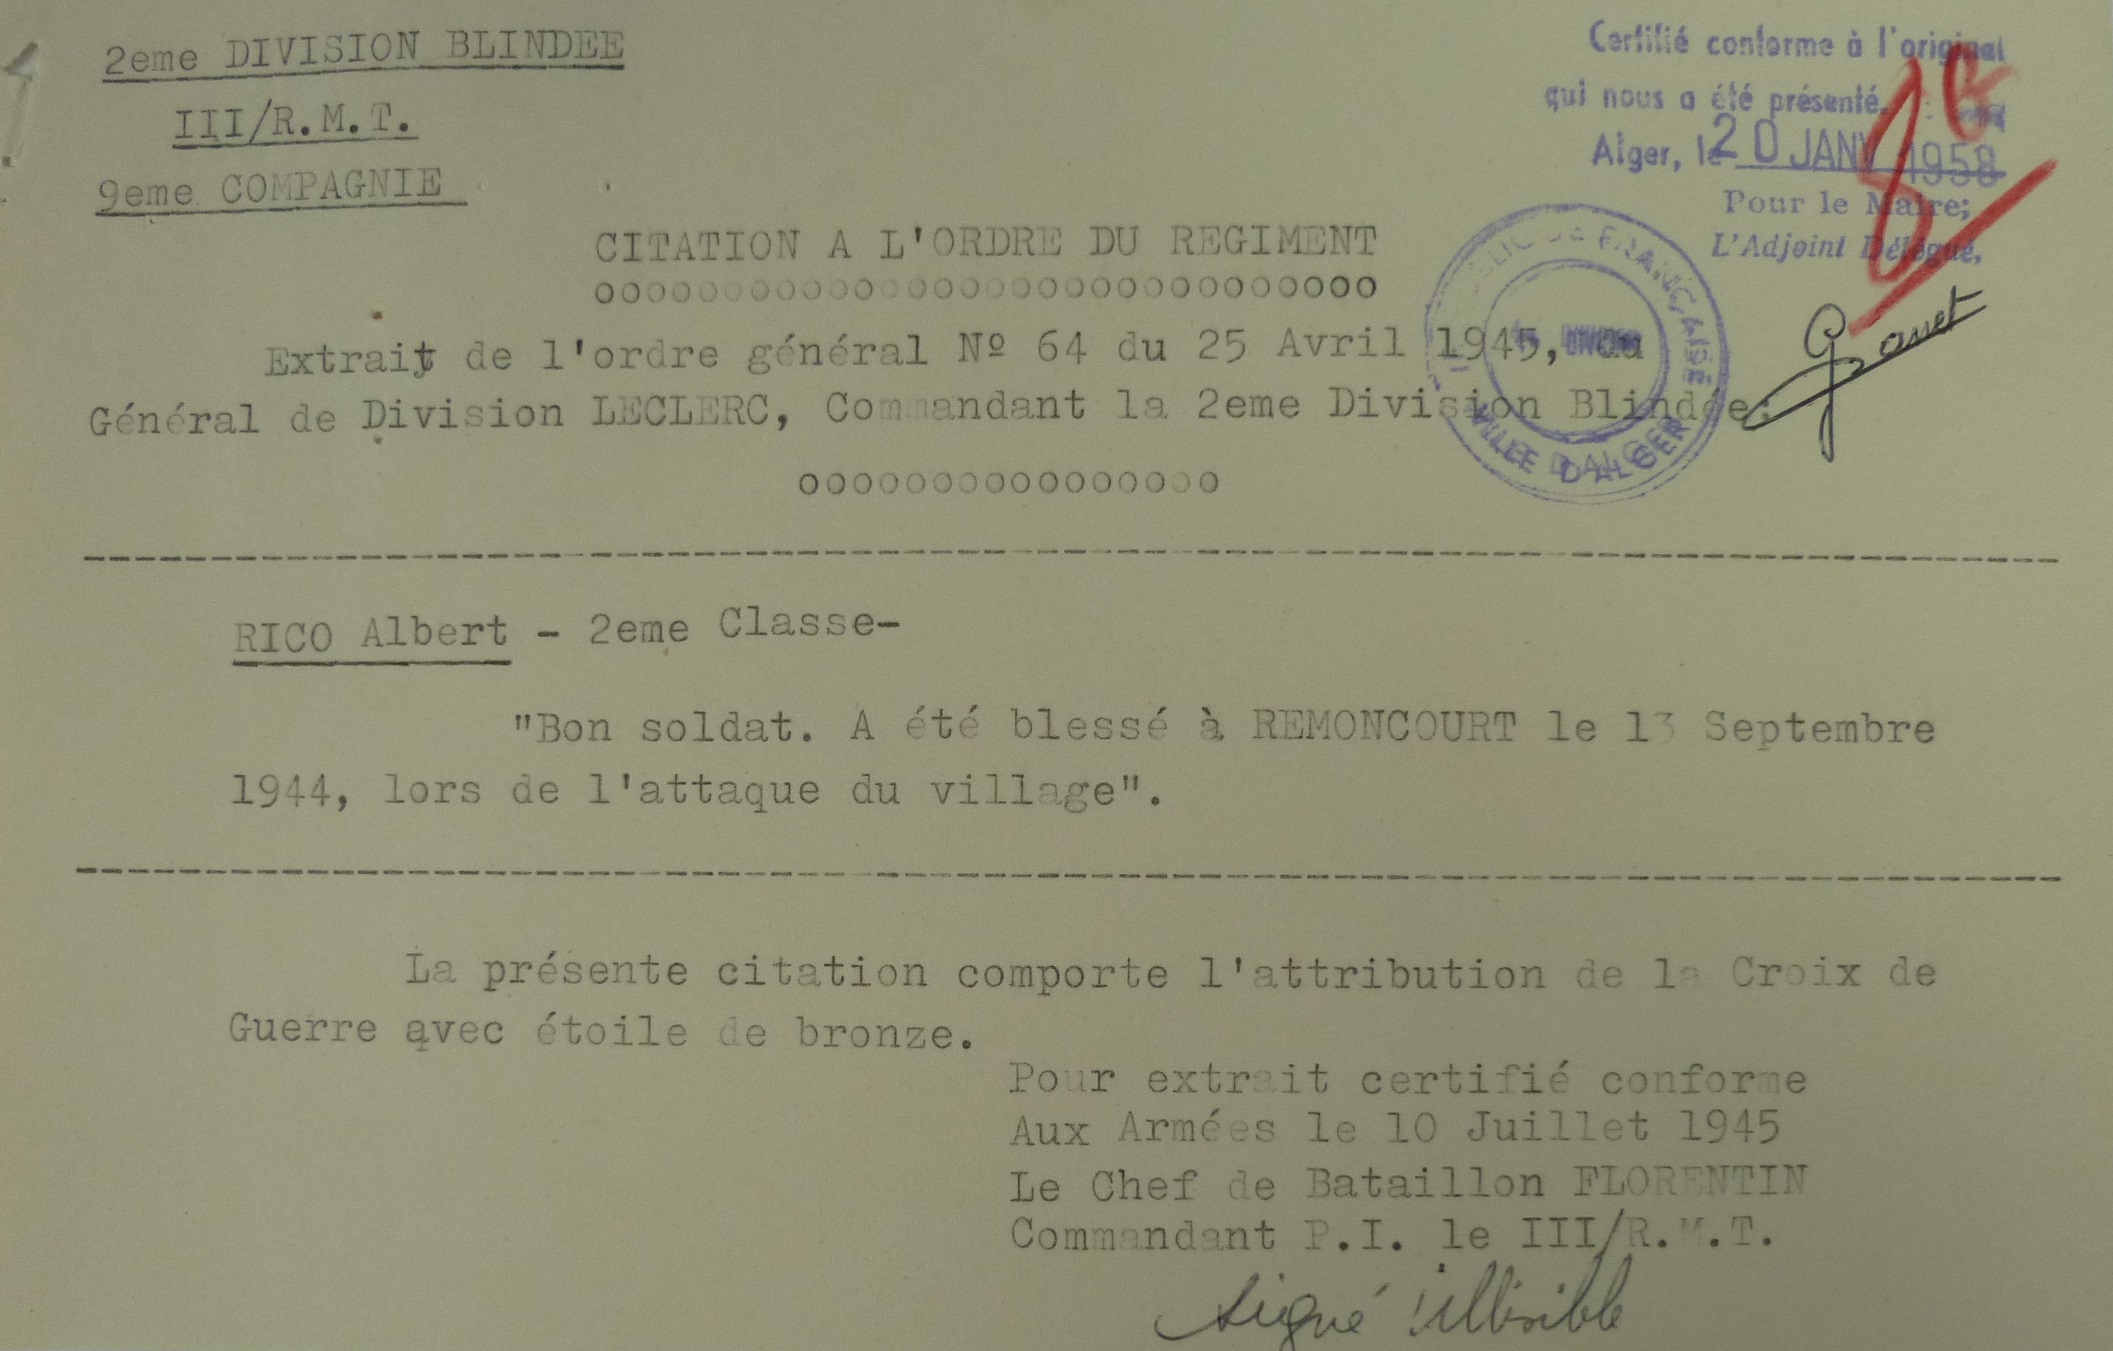 2eme DIVISION BLINDEE
III/R.M.T.
9eme COMPAGNIE
Certifié conforme à l'original
qui nous a été présenté.
Alger, le 20 JANV 1958
Pour le Maire;
L'Adjoint Délégué,
CITATION A L'ORDRE DU REGIMENT
oooooooooooooooooooooooooooooo
FRANÇAISE
VILLE D'ALGER
Extrait de l'ordre général Nº 64 du 25 Avril 1945, du
Général de Division LECLERC, Commandant la 2eme Division Blindée:
oooooooooooooooo
RICO Albert - 2eme Classe-
"Bon soldat. A été blessé à REMONCOURT le 13 Septembre
1944, lors de l'attaque du village".
La présente citation comporte l'attribution de la Croix de
Guerre avec étoile de bronze.
Pour extrait certifié conforme
Aux Armées le 10 Juillet 1945
Le Chef de Bataillon FLORENTIN
Commandant P.I. le III/R.M.T.
signé illisible